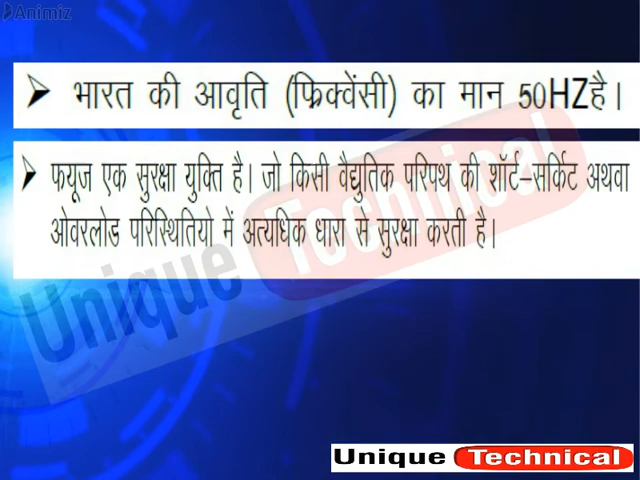 Animiz
➤ भारत की आवृति (फ्रिक्वेंसी) का मान 50HZहै।
➤ फयूज एक सुरक्षा युक्ति है। जो किसी वैद्युतिक परिपथ की शॉर्ट-सर्किट अथवा
ओवरलोड परिस्थितियो में अत्यधिक धारा से सुरक्षा करती है।
Unique Technical
Unique Technical